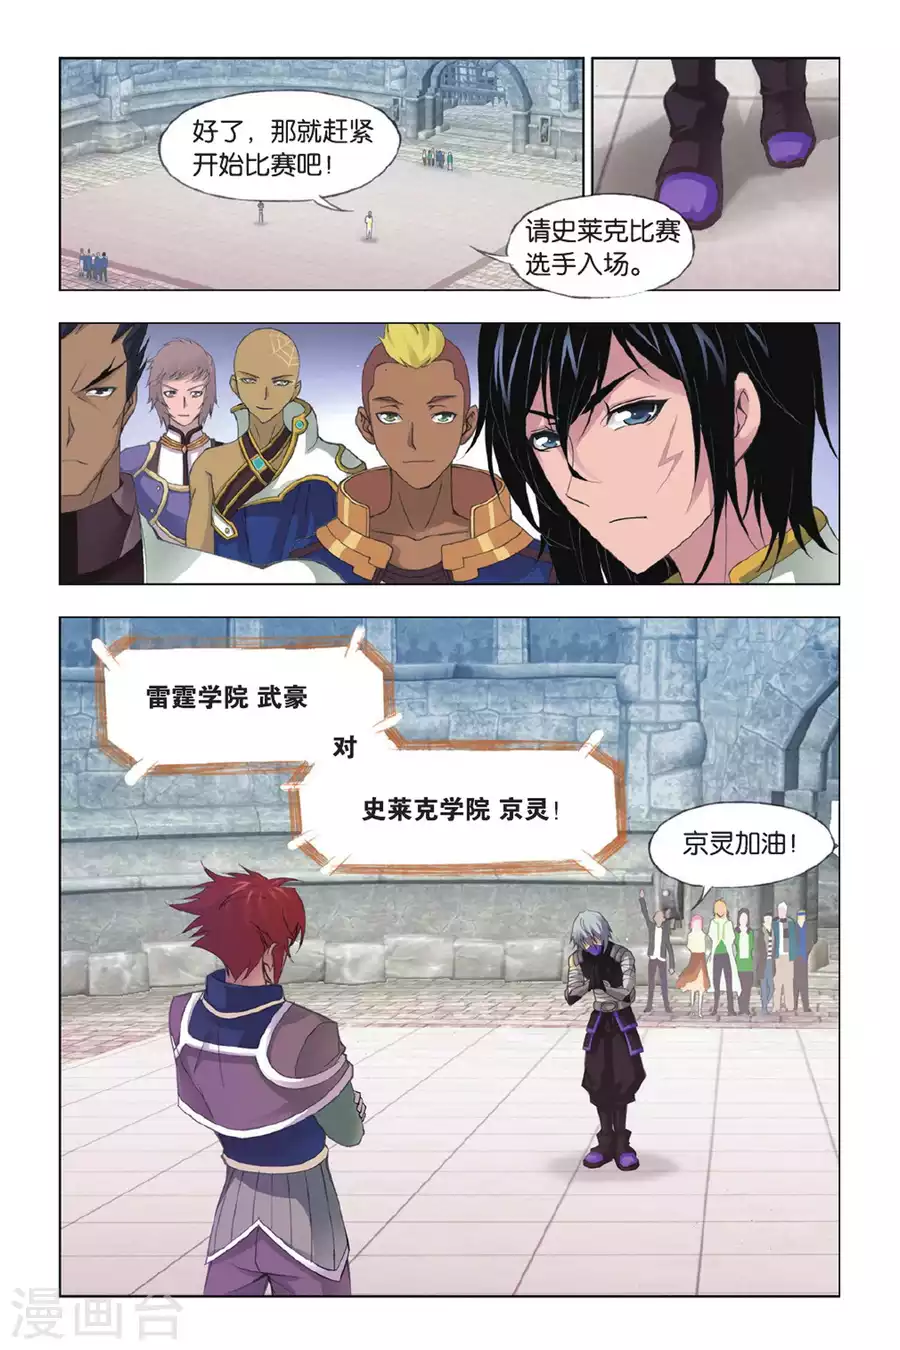 好了，那就赶紧
开始比赛吧！
请史莱克比赛
选手入场。
雷霆学院 武豪
对
史莱克学院 京灵！
京灵加油！
漫画台